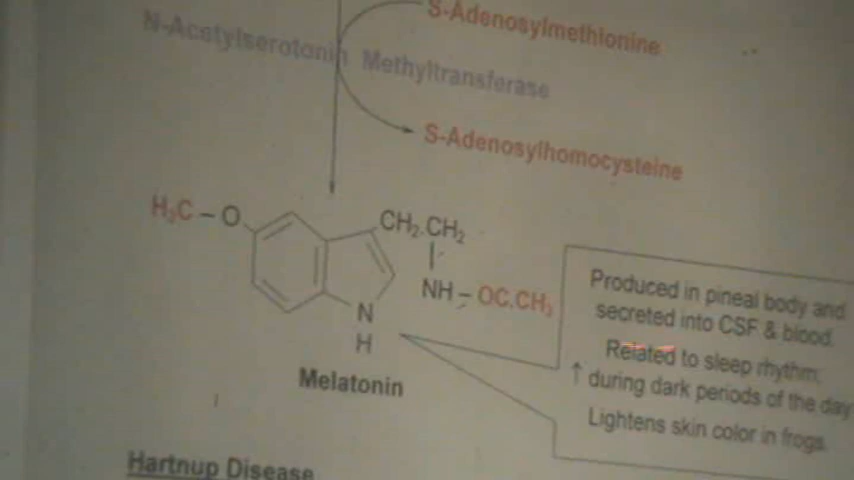 S-Adenosylmethionine
N-Acetylserotonin Methyltransferase
S-Adenosylhomocysteine
H₃C – O
CH₂.CH₂
NH – OC.CH₃
N
H
Melatonin
Produced in pineal body and
secreted into CSF & blood.
Related to sleep rhythm;
↑ during dark periods of the day
Lightens skin color in frogs.
Hartnup Disease